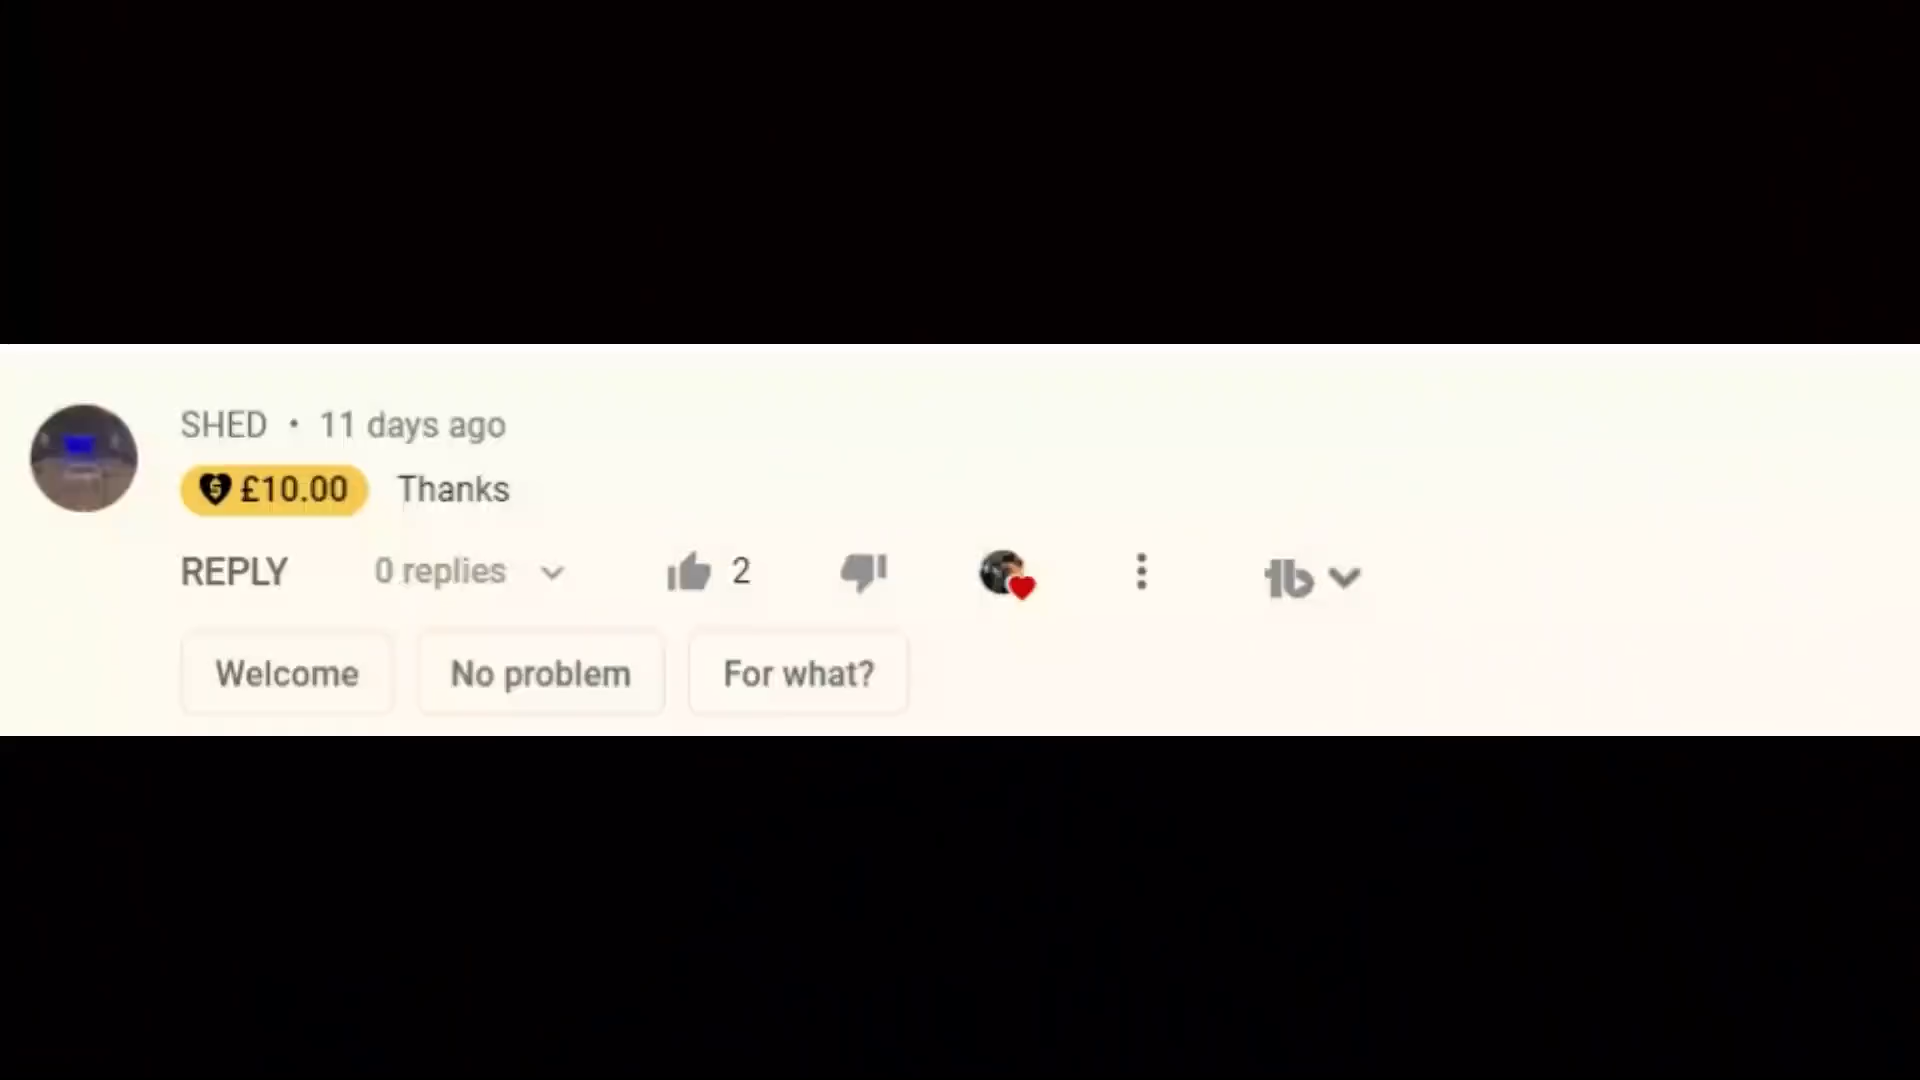 SHED • 11 days ago
£10.00 Thanks
REPLY 0 replies 2
Welcome No problem For what?